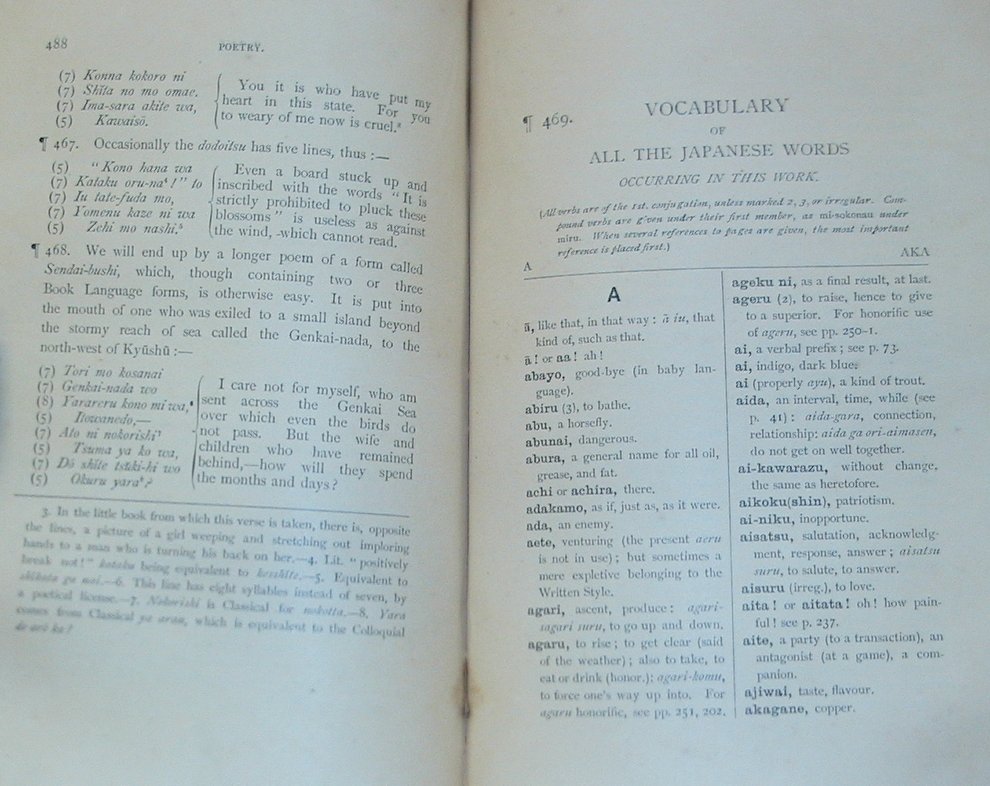 488
POETRY.
(7) Konna kokoro ni
(7) Shita no mo omae.
(7) Ima-sara akite wa,
(5) Kawaisō.
You it is who have put my
heart in this state. For you
to weary of me now is cruel.³
¶ 467. Occasionally the dodoitsu has five lines, thus :—
(5) "Kono hana wa
(7) Kataku oru-na⁴!" to
(7) Iu tate-fuda mo,
(7) Yomenu kaze ni wa
(5) Zehi mo nashi.⁵
Even a board stuck up and
inscribed with the words "It is
strictly prohibited to pluck these
blossoms" is useless as against
the wind, which cannot read.
¶ 468. We will end up by a longer poem of a form called
Sendai-bushi, which, though containing two or three
Book Language forms, is otherwise easy. It is put into
the mouth of one who was exiled to a small island beyond
the stormy reach of sea called the Genkai-nada, to the
north-west of Kyūshū :—
(7) Tori mo kosanai
(7) Genkai-nada wo
(8) Yarareru kono mi wa,⁶
(5) Itowanedo,—
(7) Ato ni nokorishi⁷
(5) Tsuma ya ko wa,
(7) Dō shite tsuki-hi wo
(5) Okuru yara⁸?
I care not for myself, who am
sent across the Genkai Sea
over which even the birds do
not pass. But the wife and
children who have remained
behind,—how will they spend
the months and days?
3. In the little book from which this verse is taken, there is, opposite
the lines, a picture of a girl weeping and stretching out imploring
hands to a man who is turning his back on her.—4. Lit. "positively
break not!" kataku being equivalent to kesshite.—5. Equivalent to
shikata ga nai.—6. This line has eight syllables instead of seven, by
a poetical license.—7. Nokorishi is Classical for nokotta.—8. Yara
comes from Classical ya aran, which is equivalent to the Colloquial
de arō ka?
¶ 469.
VOCABULARY
OF
ALL THE JAPANESE WORDS
OCCURRING IN THIS WORK.
(All verbs are of the 1st. conjugation, unless marked 2, 3, or irregular. Com-
pound verbs are given under their first member, as mi-sokonau under
miru. When several references to pages are given, the most important
reference is placed first.)
A
AKA
A
ā, like that, in that way : ā iu, that
kind of, such as that.
ā! or aa! ah!
abayo, good-bye (in baby lan-
guage).
abiru (3), to bathe.
abu, a horsefly.
abunai, dangerous.
abura, a general name for all oil,
grease, and fat.
achi or achira, there.
adakamo, as if, just as, as it were.
ada, an enemy.
aete, venturing (the present aeru
is not in use); but sometimes a
mere expletive belonging to the
Written Style.
agari, ascent, produce : agari-
sagari suru, to go up and down.
agaru, to rise; to get clear (said
of the weather); also to take, to
eat or drink (honor.): agari-komu,
to force one's way up into. For
agaru honorific, see pp. 251, 202.
ageku ni, as a final result, at last.
ageru (2), to raise, hence to give
to a superior. For honorific use
of ageru, see pp. 250-1.
ai, a verbal prefix; see p. 73.
ai, indigo, dark blue.
ai (properly ayu), a kind of trout.
aida, an interval, time, while (see
p. 41): aida-gara, connection,
relationship: aida ga ori-aimasen,
do not get on well together.
ai-kawarazu, without change.
the same as heretofore.
aikoku(shin), patriotism.
ai-niku, inopportune.
aisatsu, salutation, acknowledg-
ment, response, answer; aisatsu
suru, to salute, to answer.
aisuru (irreg.), to love.
aita! or aitata! oh! how pain-
ful! see p. 237.
aite, a party (to a transaction), an
antagonist (at a game), a com-
panion.
ajiwai, taste, flavour.
akagane, copper.